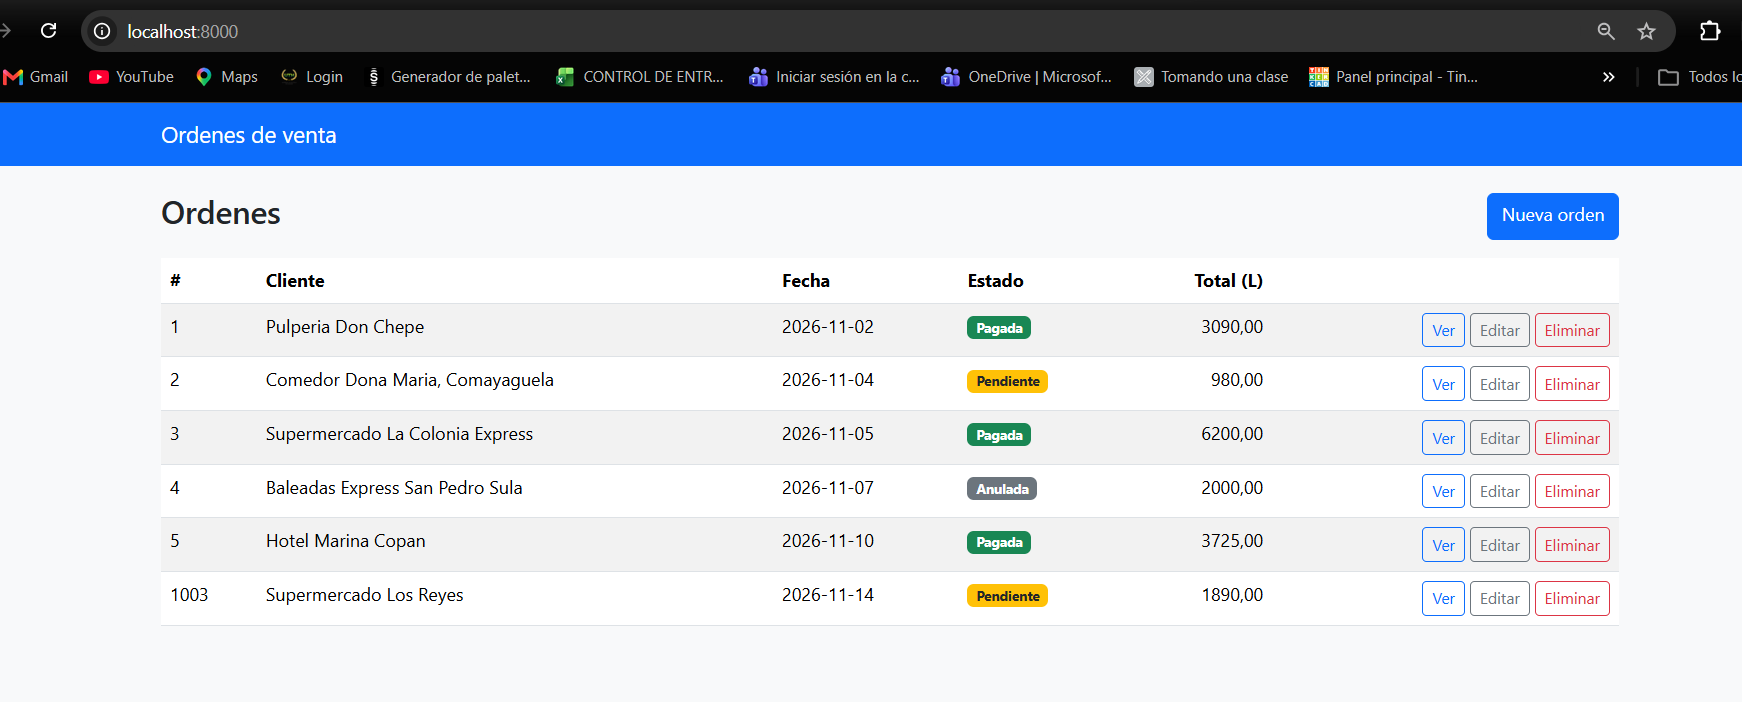 localhost:8000
Gmail YouTube Maps Login Generador de palet... CONTROL DE ENTR... Iniciar sesión en la c... OneDrive | Microsof... Tomando una clase Panel principal - Tin... » Todos lo
Ordenes de venta
Ordenes
Nueva orden
# Cliente Fecha Estado Total (L)
1 Pulperia Don Chepe 2026-11-02 Pagada 3090,00 Ver Editar Eliminar
2 Comedor Dona Maria, Comayaguela 2026-11-04 Pendiente 980,00 Ver Editar Eliminar
3 Supermercado La Colonia Express 2026-11-05 Pagada 6200,00 Ver Editar Eliminar
4 Baleadas Express San Pedro Sula 2026-11-07 Anulada 2000,00 Ver Editar Eliminar
5 Hotel Marina Copan 2026-11-10 Pagada 3725,00 Ver Editar Eliminar
1003 Supermercado Los Reyes 2026-11-14 Pendiente 1890,00 Ver Editar Eliminar